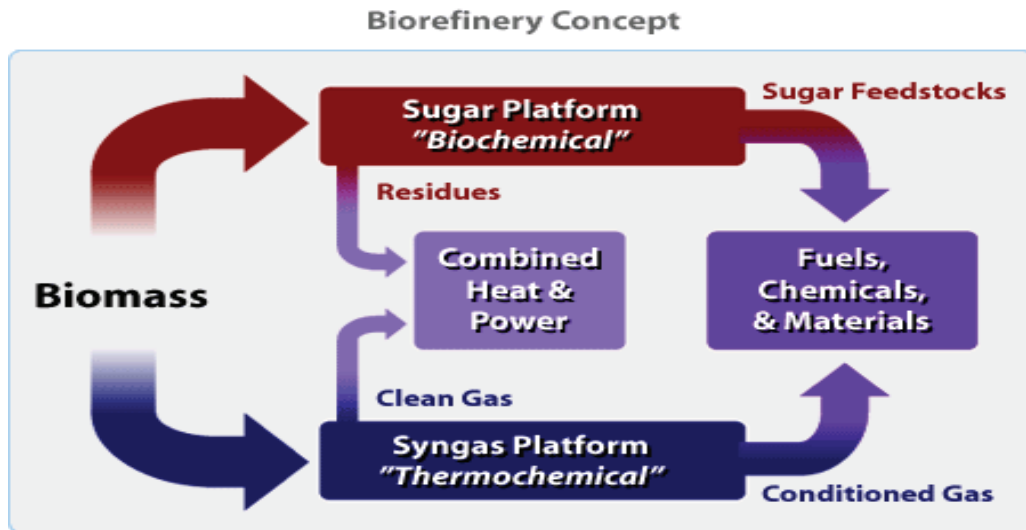 Biorefinery Concept
Sugar Platform
"Biochemical"
Sugar Feedstocks
Residues
Biomass
Combined
Heat &
Power
Fuels,
Chemicals,
& Materials
Clean Gas
Syngas Platform
"Thermochemical"
Conditioned Gas